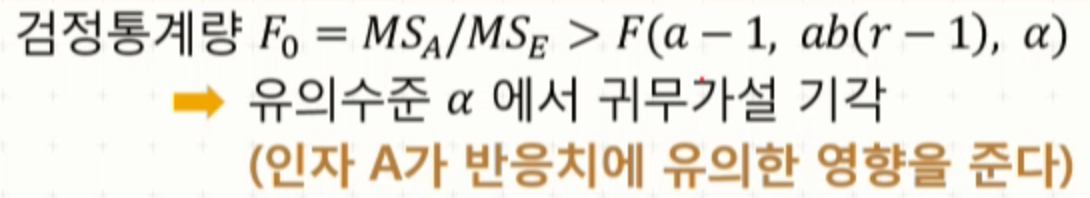 검정통계량 F₀ = MS_A/MS_E > F(a − 1, ab(r − 1), α)
➡ 유의수준 α 에서 귀무가설 기각
(인자 A가 반응치에 유의한 영향을 준다)